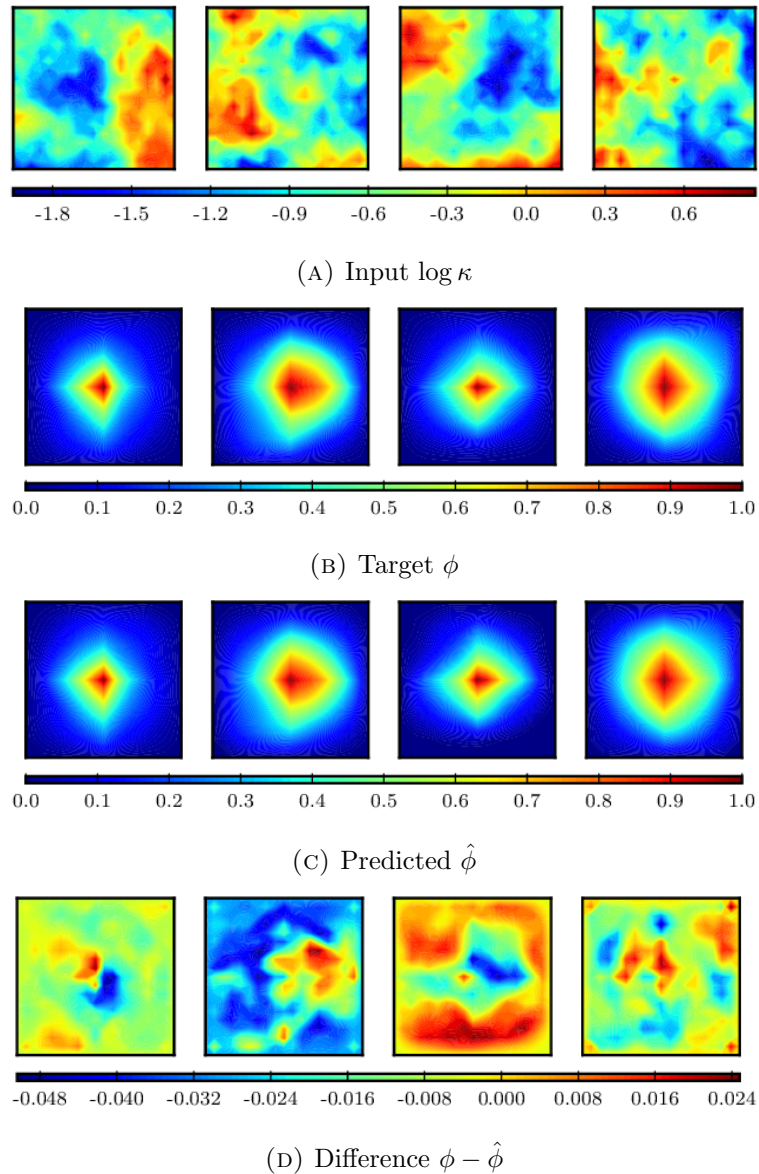 -1.8 -1.5 -1.2 -0.9 -0.6 -0.3 0.0 0.3 0.6
(A) Input log κ
0.0 0.1 0.2 0.3 0.4 0.5 0.6 0.7 0.8 0.9 1.0
(B) Target ϕ
0.0 0.1 0.2 0.3 0.4 0.5 0.6 0.7 0.8 0.9 1.0
(C) Predicted ϕ̂
-0.048 -0.040 -0.032 -0.024 -0.016 -0.008 0.000 0.008 0.016 0.024
(D) Difference ϕ − ϕ̂